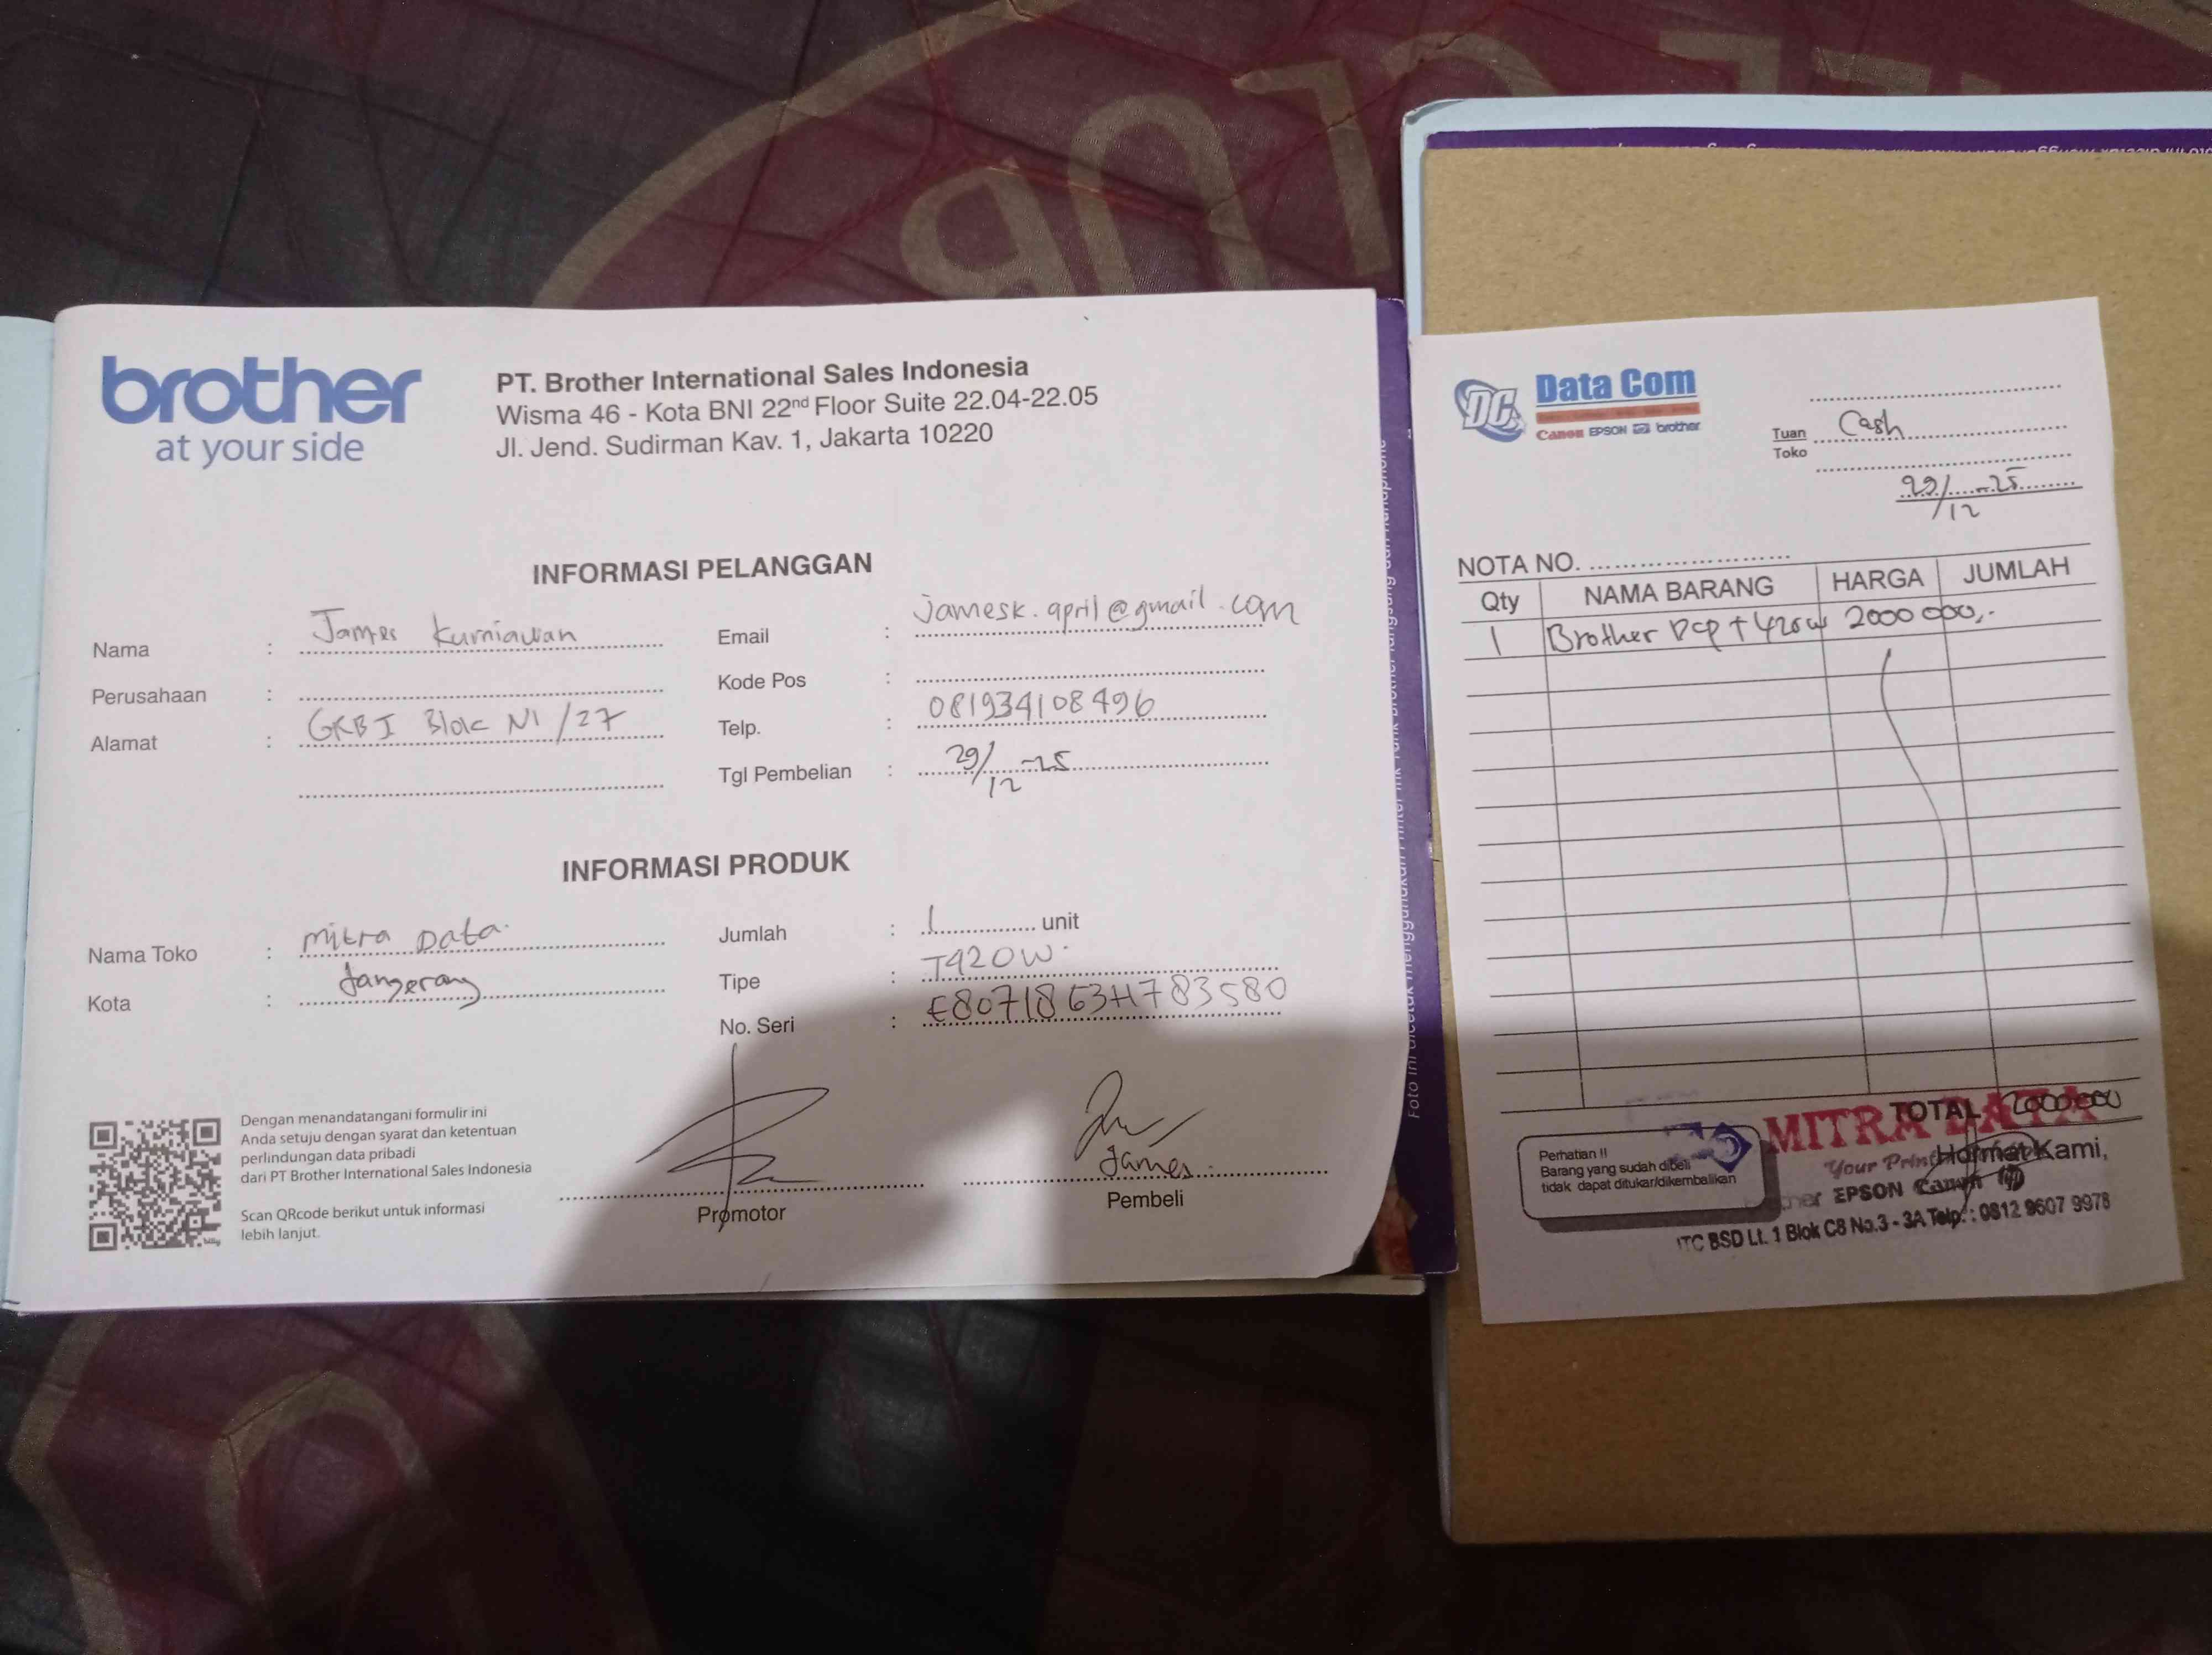 brother
at your side
PT. Brother International Sales Indonesia
Wisma 46 - Kota BNI 22nd Floor Suite 22.04-22.05
Jl. Jend. Sudirman Kav. 1, Jakarta 10220
INFORMASI PELANGGAN
Nama : James Kurniawan
Perusahaan :
Alamat : GKBI Blok N1 /27
Email : jamesk.april@gmail.com
Kode Pos :
Telp. : 081934108496
Tgl Pembelian : 29/12-25
INFORMASI PRODUK
Nama Toko : Mitra Data.
Kota : tangerang
Jumlah : 1 unit
Tipe : T420W.
No. Seri : E80718G3H783580
Dengan menandatangani formulir ini
Anda setuju dengan syarat dan ketentuan
perlindungan data pribadi
dari PT Brother International Sales Indonesia
Scan QRcode berikut untuk informasi
lebih lanjut.
Promotor
James
Pembeli
DC Data Com
Canon EPSON hp brother
Tuan
Toko
Cash
29/12-25
NOTA NO.
Qty NAMA BARANG HARGA JUMLAH
1 Brother DCP T420w 2000 000,-
TOTAL 2000000
MITRA DATA
Perhatian !!
Barang yang sudah dibeli
tidak dapat ditukar/dikembalikan
Hormat Kami,
Your
EPSON Canon hp
ITC BSD Lt. 1 Blok C8 No.3 - 3A Telp. : 0812 9607 9978